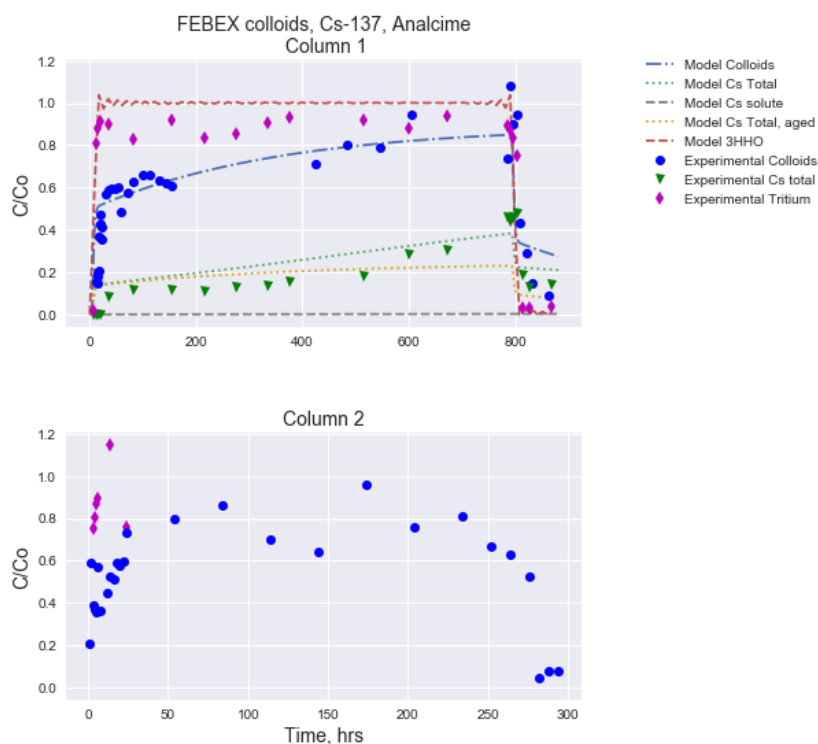 FEBEX colloids, Cs-137, Analcime
Column 1
1.2
1.0
0.8
0.6
0.4
0.2
0.0
C/Co
0 200 400 600 800
Model Colloids
Model Cs Total
Model Cs solute
Model Cs Total, aged
Model 3HHO
Experimental Colloids
Experimental Cs total
Experimental Tritium
Column 2
1.2
1.0
0.8
0.6
0.4
0.2
0.0
C/Co
0 50 100 150 200 250 300
Time, hrs